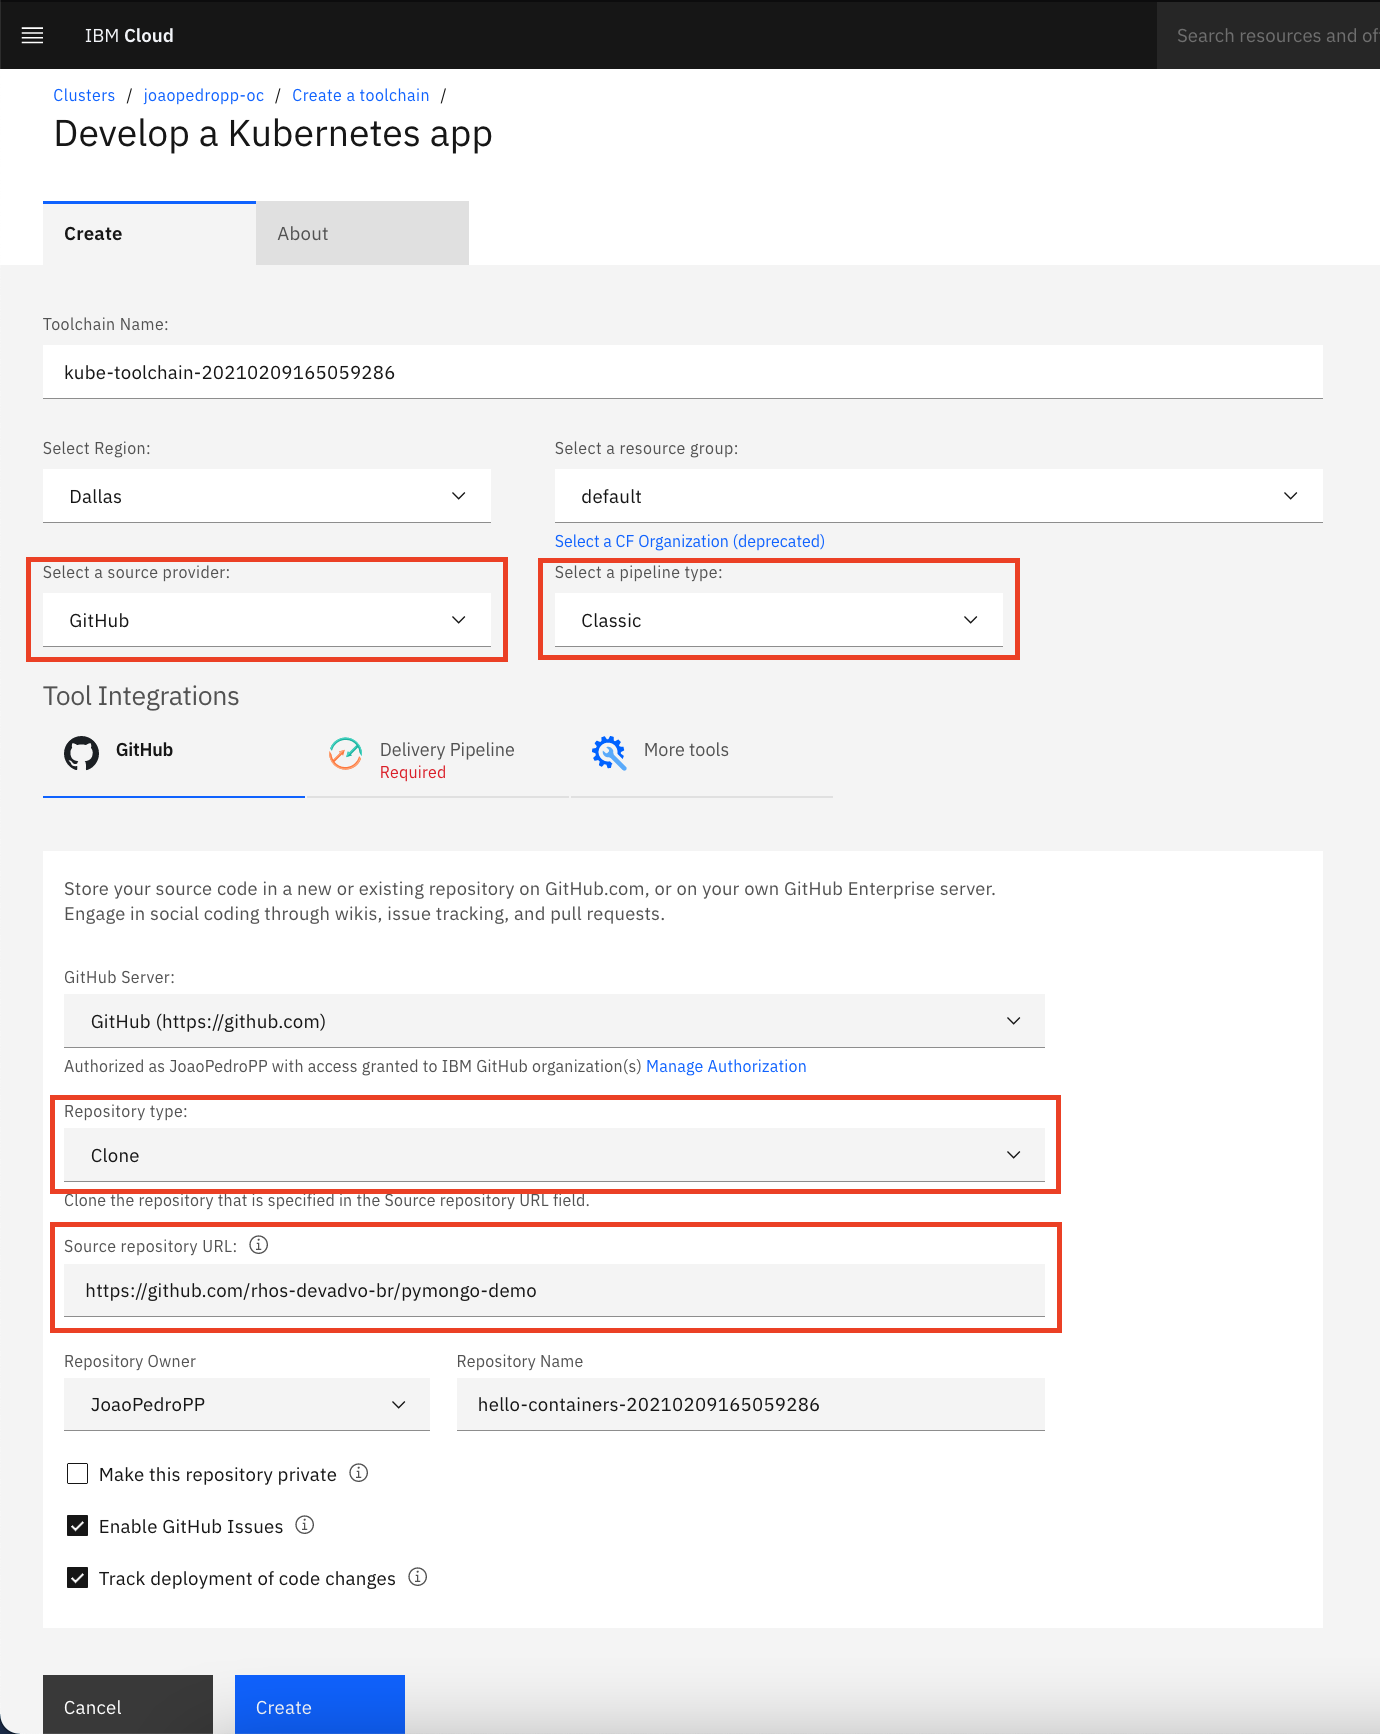 IBM Cloud
Search resources and of
Clusters / joaopedropp-oc / Create a toolchain /
Develop a Kubernetes app
Create
About
Toolchain Name:
kube-toolchain-20210209165059286
Select Region:
Select a resource group:
Dallas
default
Select a CF Organization (deprecated)
Select a source provider:
Select a pipeline type:
GitHub
Classic
Tool Integrations
GitHub
Delivery Pipeline
Required
More tools
Store your source code in a new or existing repository on GitHub.com, or on your own GitHub Enterprise server.
Engage in social coding through wikis, issue tracking, and pull requests.
GitHub Server:
GitHub (https://github.com)
Authorized as JoaoPedroPP with access granted to IBM GitHub organization(s) Manage Authorization
Repository type:
Clone
Clone the repository that is specified in the Source repository URL field.
Source repository URL:
https://github.com/rhos-devadvo-br/pymongo-demo
Repository Owner
Repository Name
JoaoPedroPP
hello-containers-20210209165059286
Make this repository private
Enable GitHub Issues
Track deployment of code changes
Cancel
Create